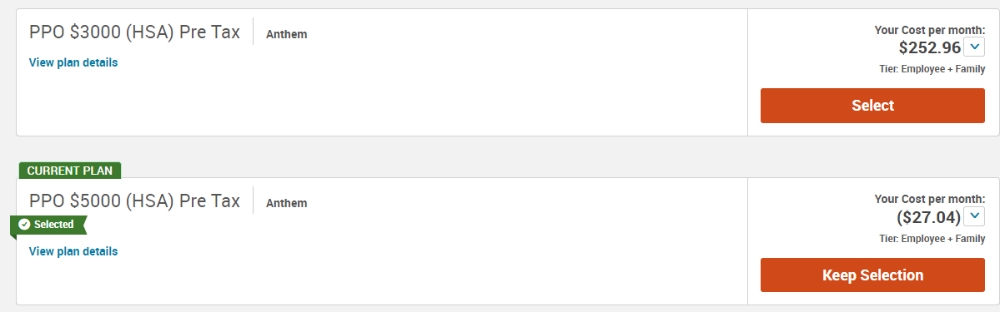 PPO $3000 (HSA) Pre Tax Anthem
View plan details
Your Cost per month:
$252.96
Tier: Employee + Family
Select
CURRENT PLAN
PPO $5000 (HSA) Pre Tax Anthem
Selected
View plan details
Your Cost per month:
($27.04)
Tier: Employee + Family
Keep Selection